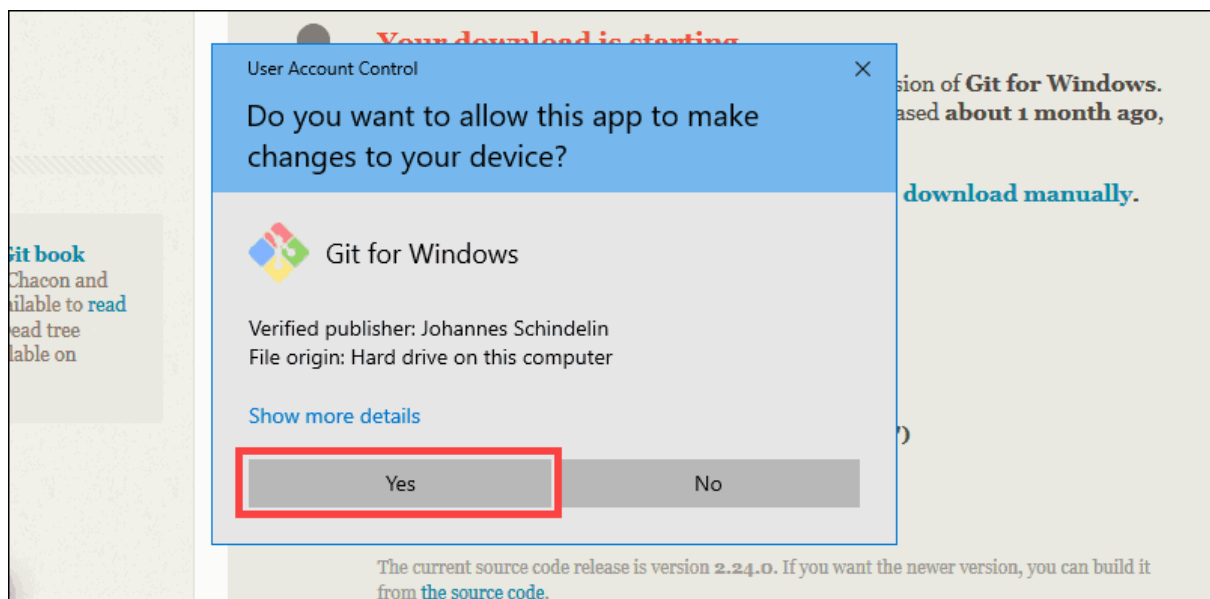 Your download is starting
User Account Control
Do you want to allow this app to make
changes to your device?
sion of Git for Windows.
ased about 1 month ago,
download manually.
Git for Windows
Verified publisher: Johannes Schindelin
File origin: Hard drive on this computer
Show more details
Yes
No
it book
Chacon and
ailable to read
ead tree
lable on
')
The current source code release is version 2.24.0. If you want the newer version, you can build it
from the source code.